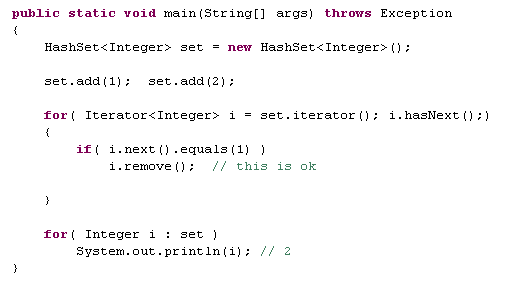 public static void main(String[] args) throws Exception
{
HashSet<Integer> set = new HashSet<Integer>();
set.add(1);  set.add(2);
for( Iterator<Integer> i = set.iterator(); i.hasNext();)
{
if( i.next().equals(1) )
i.remove();  // this is ok
}
for( Integer i : set )
System.out.println(i); // 2
}